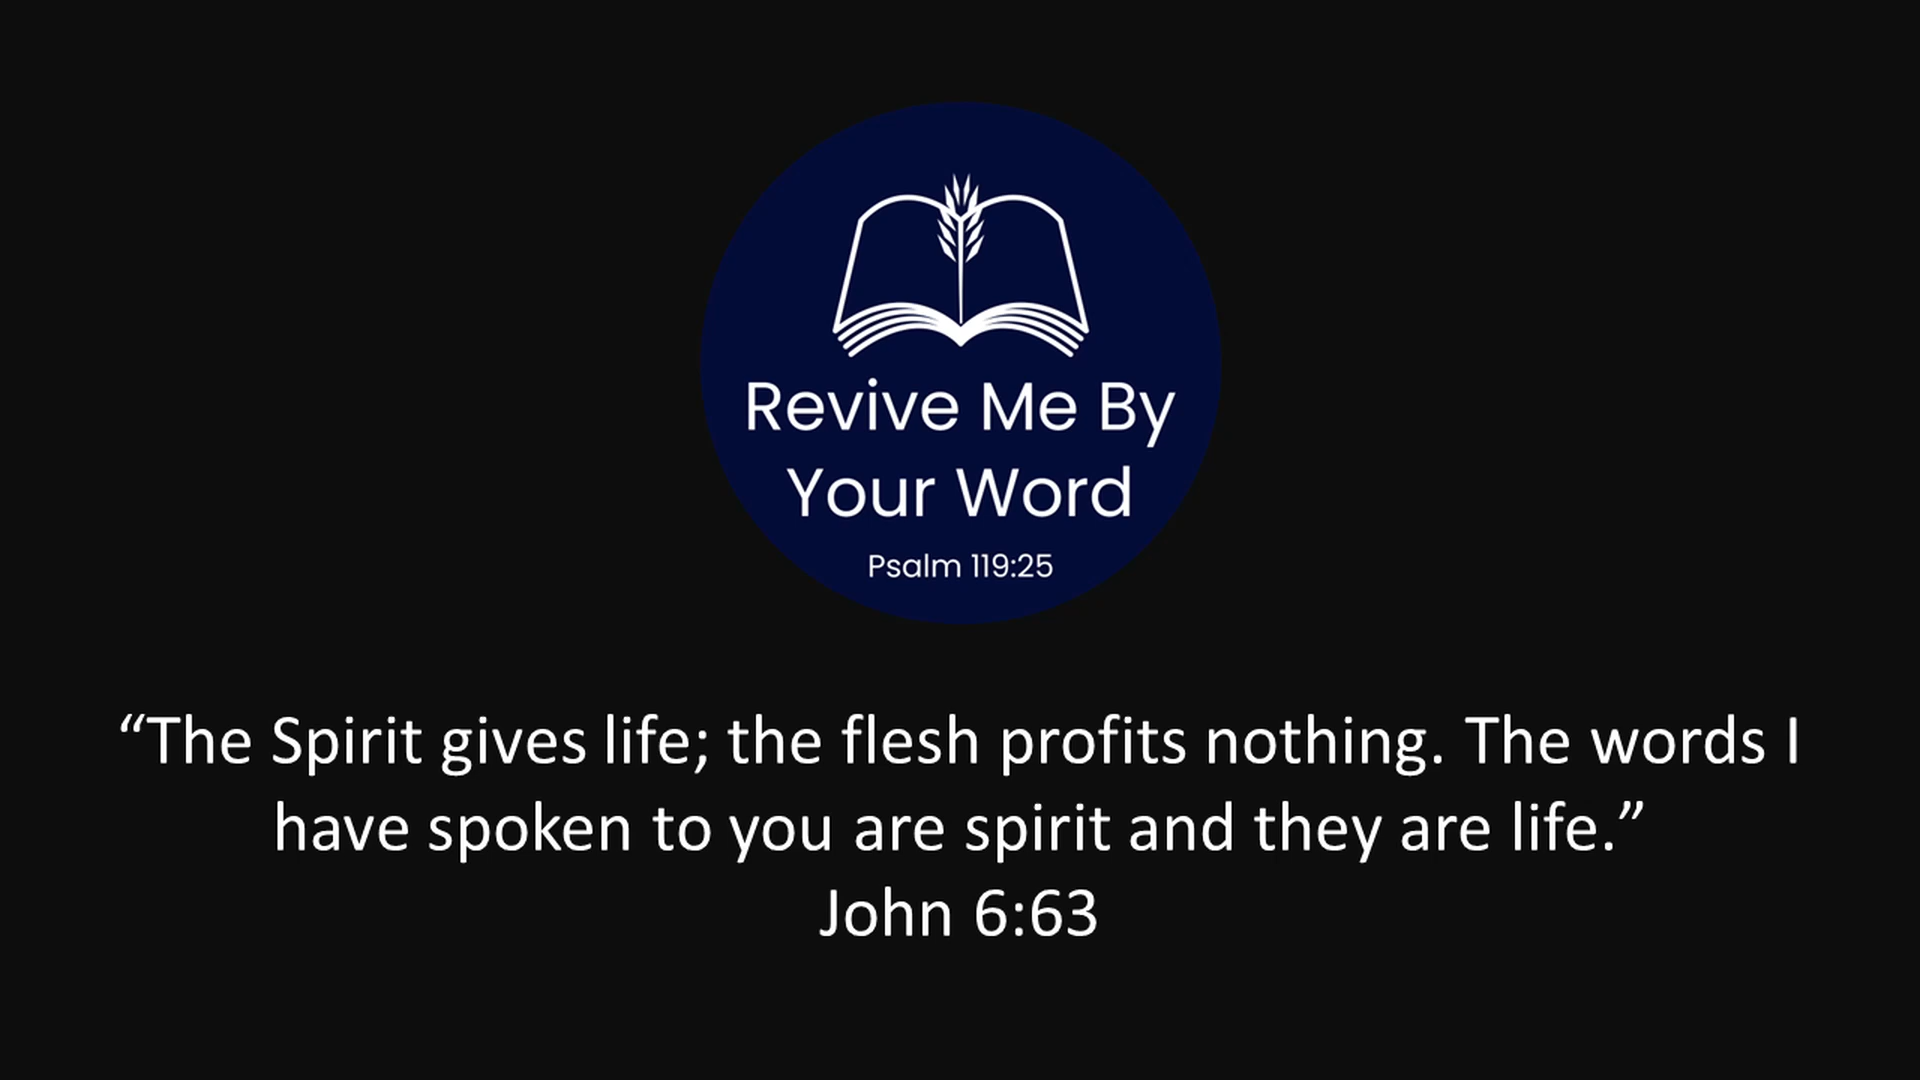 Revive Me By
Your Word
Psalm 119:25
“The Spirit gives life; the flesh profits nothing. The words I
have spoken to you are spirit and they are life.”
John 6:63